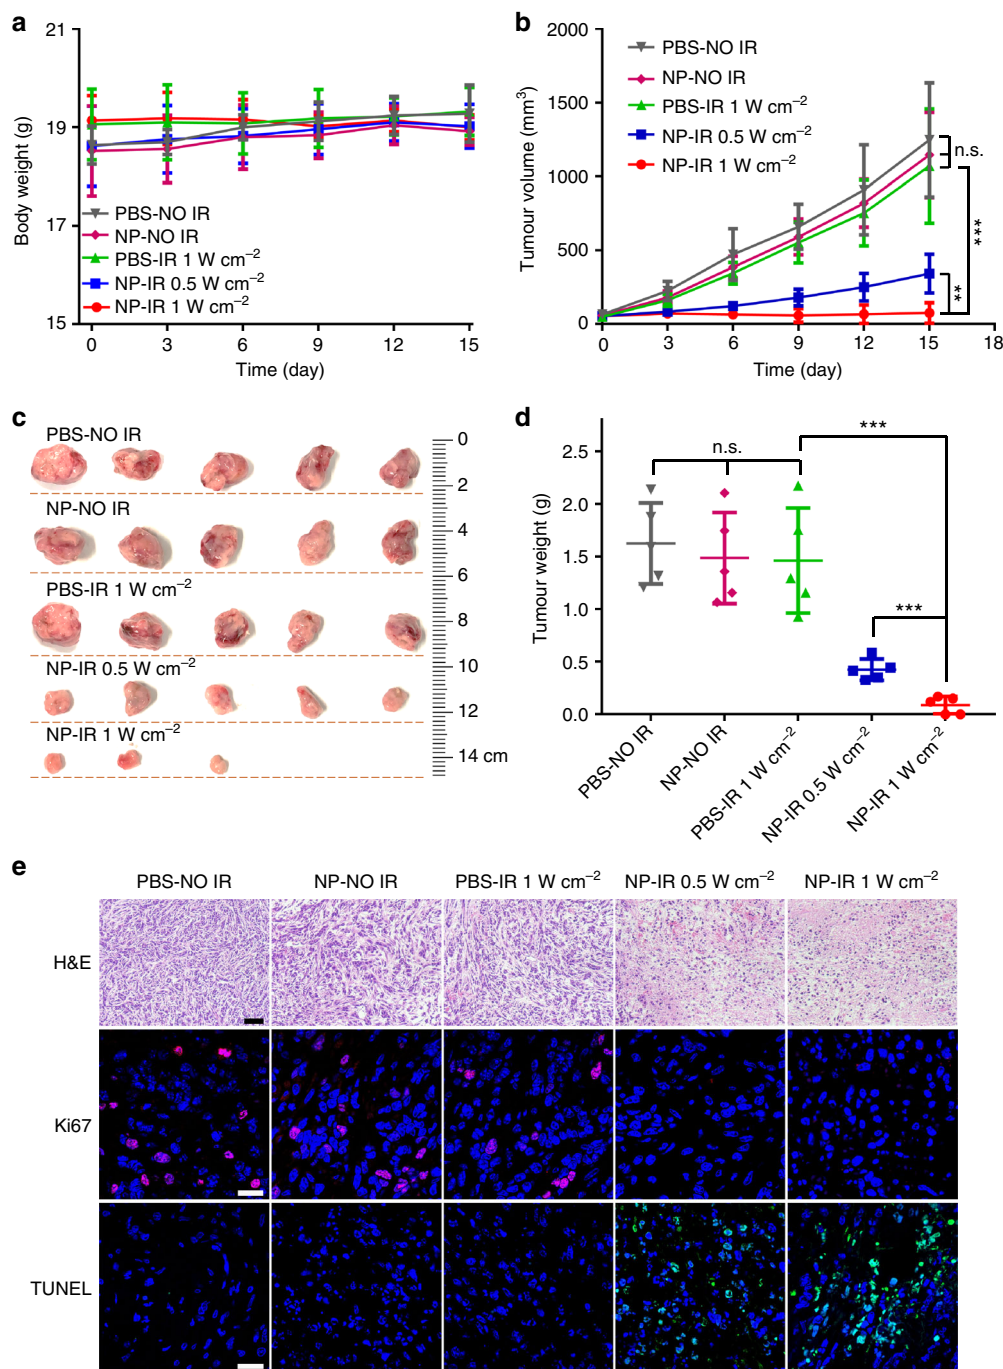 a
21
19
17
15
Body weight (g)
PBS-NO IR
NP-NO IR
PBS-IR 1 W cm⁻²
NP-IR 0.5 W cm⁻²
NP-IR 1 W cm⁻²
0 3 6 9 12 15
Time (day)
b
2000
1500
1000
500
0
Tumour volume (mm³)
PBS-NO IR
NP-NO IR
PBS-IR 1 W cm⁻²
NP-IR 0.5 W cm⁻²
NP-IR 1 W cm⁻²
n.s.
***
**
0 3 6 9 12 15 18
Time (day)
c
PBS-NO IR
NP-NO IR
PBS-IR 1 W cm⁻²
NP-IR 0.5 W cm⁻²
NP-IR 1 W cm⁻²
0
2
4
6
8
10
12
14 cm
d
2.5
2.0
1.5
1.0
0.5
0.0
Tumour weight (g)
n.s.
***
***
PBS-NO IR
NP-NO IR
PBS-IR 1 W cm⁻²
NP-IR 0.5 W cm⁻²
NP-IR 1 W cm⁻²
e
PBS-NO IR NP-NO IR PBS-IR 1 W cm⁻² NP-IR 0.5 W cm⁻² NP-IR 1 W cm⁻²
H&E
Ki67
TUNEL